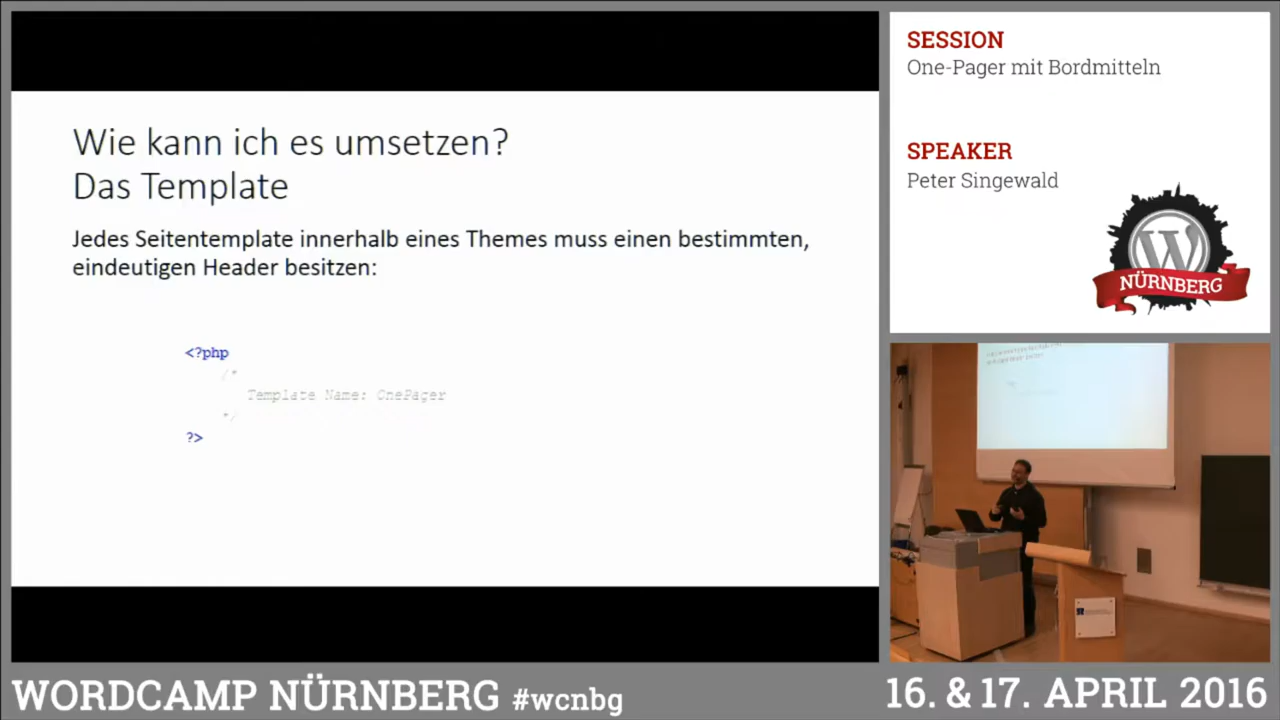 Wie kann ich es umsetzen?
Das Template
Jedes Seitentemplate innerhalb eines Themes muss einen bestimmten,
eindeutigen Header besitzen:
<?php
/*
Template Name: OnePager
*/
?>
SESSION
One-Pager mit Bordmitteln
SPEAKER
Peter Singewald
NÜRNBERG
WORDCAMP NÜRNBERG #wcnbg
16. & 17. APRIL 2016